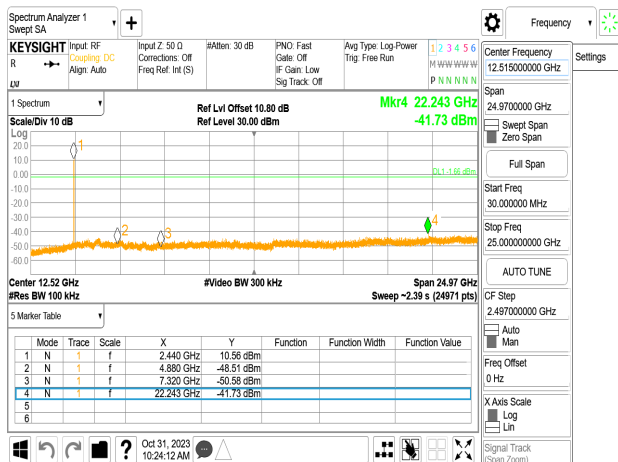 Spectrum Analyzer 1
Swept SA
Frequency
KEYSIGHT
R
Input: RF
Coupling: DC
Align: Auto
Input Z: 50 Ω
Corrections: Off
Freq Ref: Int (S)
#Atten: 30 dB
PNO: Fast
Gate: Off
IF Gain: Low
Sig Track: Off
Avg Type: Log-Power
Trig: Free Run
1 2 3 4 5 6
M W W W W W
P N N N N N
1 Spectrum
Scale/Div 10 dB
Ref Lvl Offset 10.80 dB
Ref Level 30.00 dBm
Mkr4 22.243 GHz
-41.73 dBm
Log
20.0
10.0
0.00
-10.0
-20.0
-30.0
-40.0
-50.0
-60.0
1
2
3
4
DL1 -1.66 dBm
Center 12.52 GHz
#Video BW 300 kHz
Span 24.97 GHz
#Res BW 100 kHz
Sweep ~2.39 s (24971 pts)
5 Marker Table
Mode Trace Scale X Y Function Function Width Function Value
1 N 1 f 2.440 GHz 10.56 dBm
2 N 1 f 4.880 GHz -48.51 dBm
3 N 1 f 7.320 GHz -50.58 dBm
4 N 1 f 22.243 GHz -41.73 dBm
5
6
?
Oct 31, 2023
10:24:12 AM
Center Frequency
12.515000000 GHz
Settings
Span
24.9700000 GHz
Swept Span
Zero Span
Full Span
Start Freq
30.000000 MHz
Stop Freq
25.000000000 GHz
AUTO TUNE
CF Step
2.497000000 GHz
Auto
Man
Freq Offset
0 Hz
X Axis Scale
Log
Lin
Signal Track
(Span Zoom)